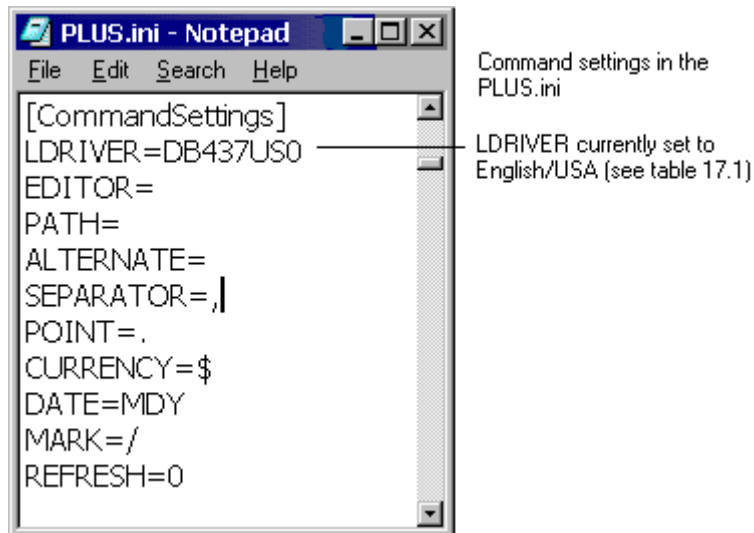 PLUS.ini - Notepad
File Edit Search Help
[CommandSettings]
LDRIVER=DB437US0
EDITOR=
PATH=
ALTERNATE=
SEPARATOR=,
POINT=.
CURRENCY=$
DATE=MDY
MARK=/
REFRESH=0
Command settings in the
PLUS.ini
LDRIVER currently set to
English/USA (see table 17.1)